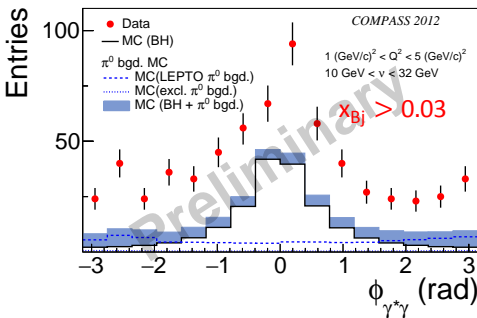 Entries
100
50
Data
MC (BH)
π⁰ bgd. MC
MC(LEPTO π⁰ bgd.)
MC(excl. π⁰ bgd.)
MC (BH + π⁰ bgd.)
COMPASS 2012
1 (GeV/c)² < Q² < 5 (GeV/c)²
10 GeV < ν < 32 GeV
x_Bj > 0.03
Preliminary
−3 −2 −1 0 1 2 3
ϕ_γ*γ (rad)